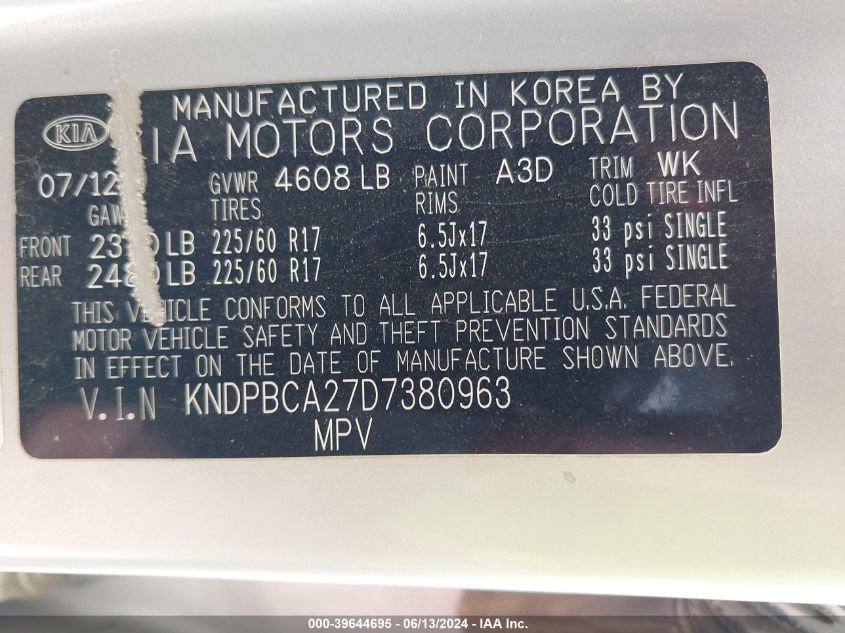 MANUFACTURED IN KOREA BY
KIA IA MOTORS CORPORATION
07/12 GVWR 4608 LB PAINT A3D TRIM WK
TIRES RIMS COLD TIRE INFL
FRONT LB 225/60 R17 6.5Jx17 33 psi SINGLE
REAR LB 225/60 R17 6.5Jx17 33 psi SINGLE
THIS VEHICLE CONFORMS TO ALL APPLICABLE U.S.A. FEDERAL
MOTOR VEHICLE SAFETY AND THEFT PREVENTION STANDARDS
IN EFFECT ON THE DATE OF MANUFACTURE SHOWN ABOVE.
V.I.N KNDPBCA27D7380963
MPV
000-39644695 - 06/13/2024 - IAA Inc.